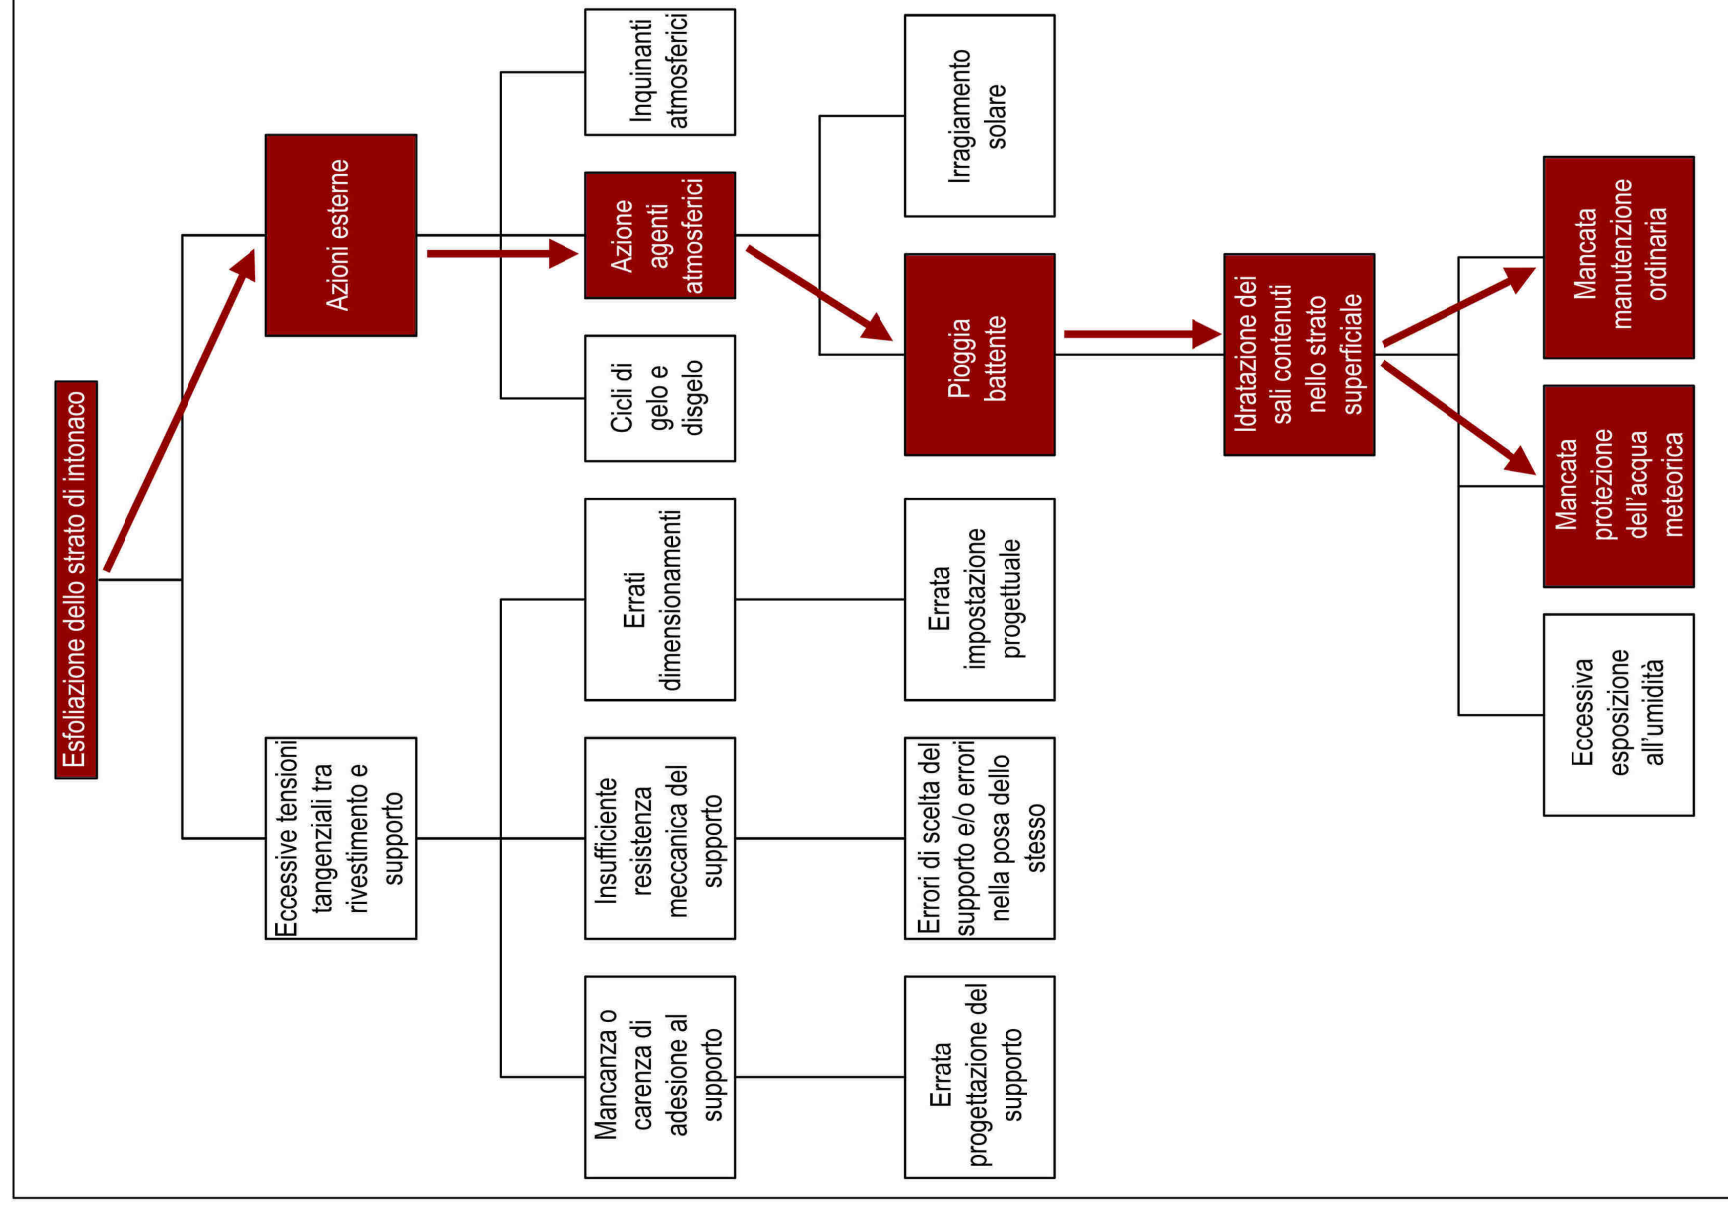 Esfoliazione dello strato di intonaco
Eccessive tensioni
tangenziali tra
rivestimento e
supporto
Azioni esterne
Mancanza o
carenza di
adesione al
supporto
Insufficiente
resistenza
meccanica del
supporto
Errati
dimensionamenti
Cicli di
gelo e
disgelo
Azione
agenti
atmosferici
Inquinanti
atmosferici
Errata
progettazione del
supporto
Errori di scelta del
supporto e/o errori
nella posa dello
stesso
Errata
impostazione
progettuale
Pioggia
battente
Irragiamento
solare
Idratazione dei
sali contenuti
nello strato
superficiale
Eccessiva
esposizione
all'umidità
Mancata
protezione
dell'acqua
meteorica
Mancata
manutenzione
ordinaria